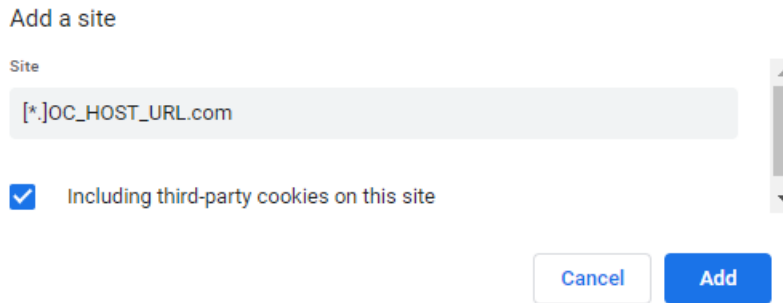 Add a site
Site
[*.]OC_HOST_URL.com
Including third-party cookies on this site
Cancel Add